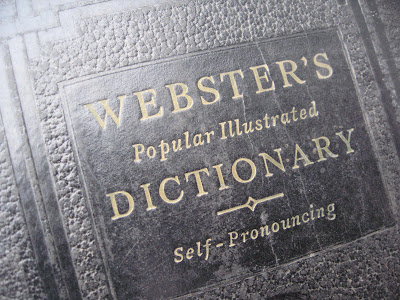 WEBSTER'S
Popular Illustrated
DICTIONARY
Self-Pronouncing